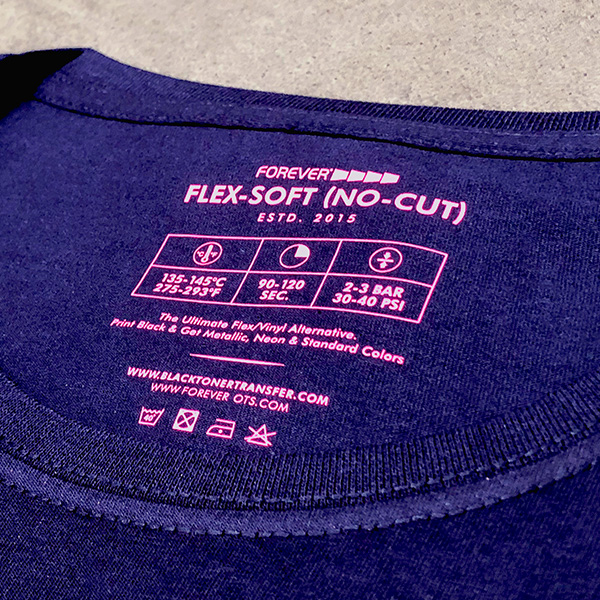 FOREVER
FLEX-SOFT (NO-CUT)
ESTD. 2015
°C °F
135-145°C
275-293°F
90-120
SEC.
2-3 BAR
30-40 PSI
The Ultimate Flex/Vinyl Alternative.
Print Black & Get Metallic, Neon & Standard Colors
WWW.BLACKTONERTRANSFER.COM
WWW.FOREVER OTS.COM
40°